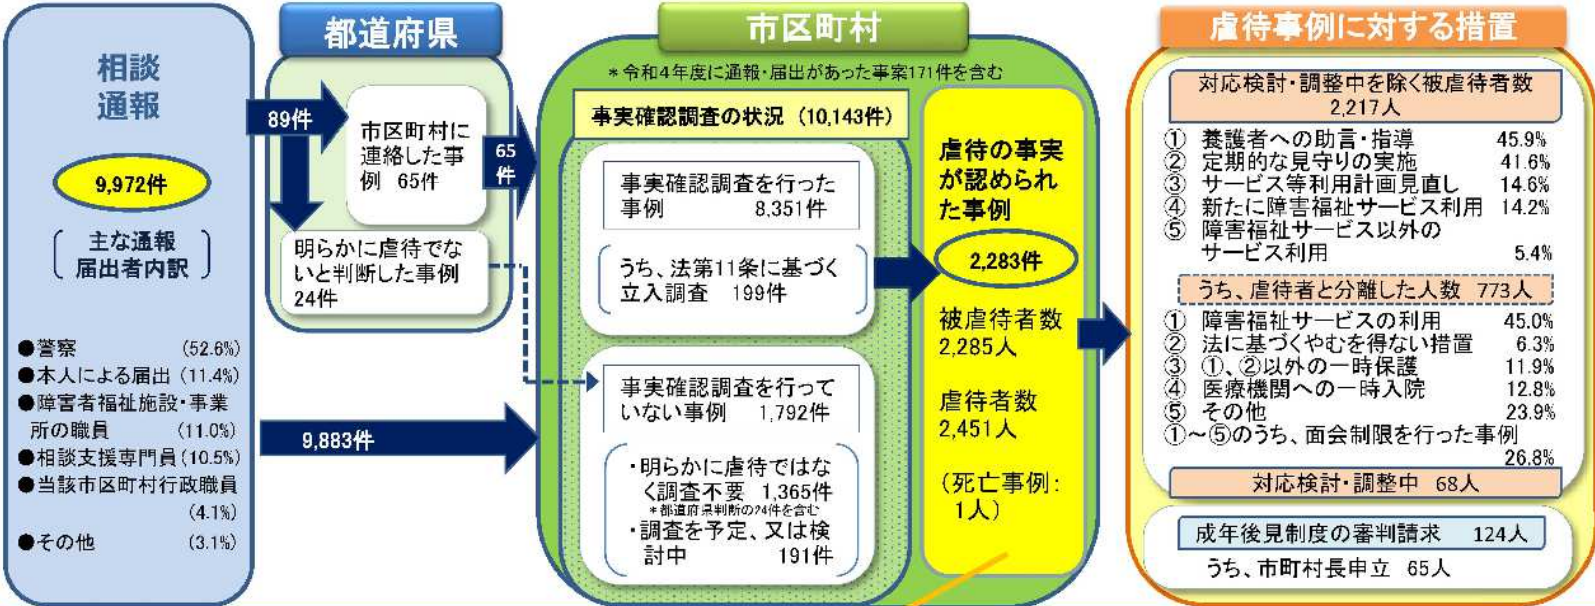 相談
通報
9,972件
主な通報
届出者内訳
●警察 (52.6%)
●本人による届出 (11.4%)
●障害者福祉施設・事業
所の職員 (11.0%)
●相談支援専門員 (10.5%)
●当該市区町村行政職員
(4.1%)
●その他 (3.1%)
都道府県
89件
市区町村に
連絡した事
例 65件
65
件
明らかに虐待でな
いと判断した事例
24件
9,883件
市区町村
*令和4年度に通報・届出があった事案171件を含む
事実確認調査の状況 (10,143件)
事実確認調査を行った
事例 8,351件
うち、法第11条に基づく
立入調査 199件
事実確認調査を行って
いない事例 1,792件
・明らかに虐待ではな
く調査不要 1,365件
*都道府県判断の24件を含む
・調査を予定、又は検
討中 191件
虐待の事実
が認められ
た事例
2,283件
被虐待者数
2,285人
虐待者数
2,451人
(死亡事例:
1人)
虐待事例に対する措置
対応検討・調整中を除く被虐待者数
2,217人
① 養護者への助言・指導 45.9%
② 定期的な見守りの実施 41.6%
③ サービス等利用計画見直し 14.6%
④ 新たに障害福祉サービス利用 14.2%
⑤ 障害福祉サービス以外の
サービス利用 5.4%
うち、虐待者と分離した人数 773人
① 障害福祉サービスの利用 45.0%
② 法に基づくやむを得ない措置 6.3%
③ ①、②以外の一時保護 11.9%
④ 医療機関への一時入院 12.8%
⑤ その他 23.9%
①～⑤のうち、面会制限を行った事例
26.8%
対応検討・調整中 68人
成年後見制度の審判請求 124人
うち、市町村長申立 65人